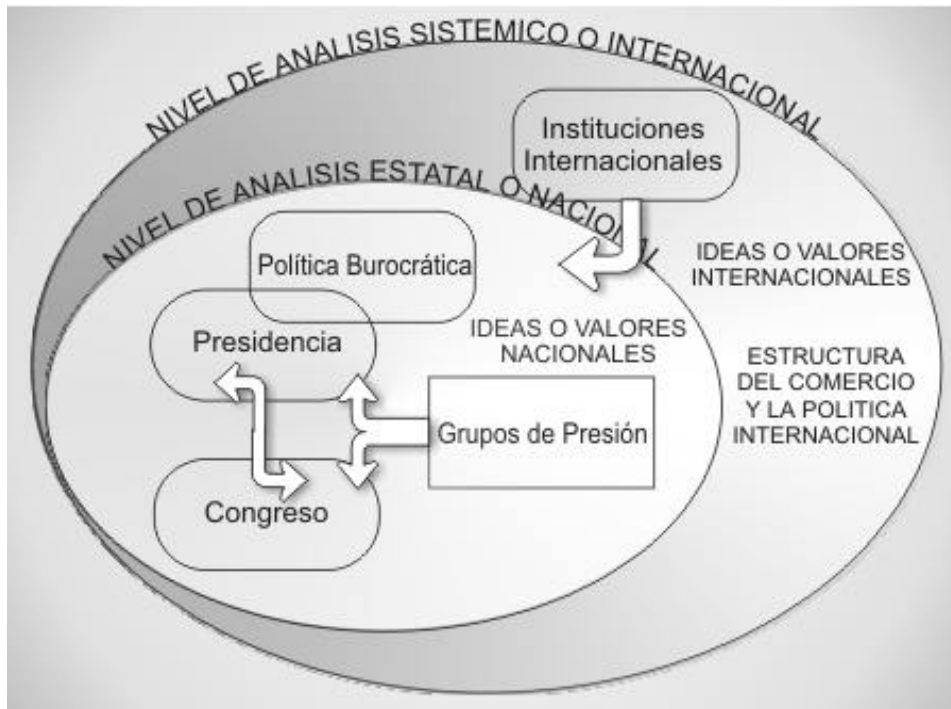 NIVEL DE ANALISIS SISTEMICO O INTERNACIONAL
Instituciones
Internacionales
NIVEL DE ANALISIS ESTATAL O NACIONAL
IDEAS O VALORES
INTERNACIONALES
Política Burocrática
IDEAS O VALORES
NACIONALES
Presidencia
ESTRUCTURA
DEL COMERCIO
Y LA POLITICA
INTERNACIONAL
Grupos de Presión
Congreso